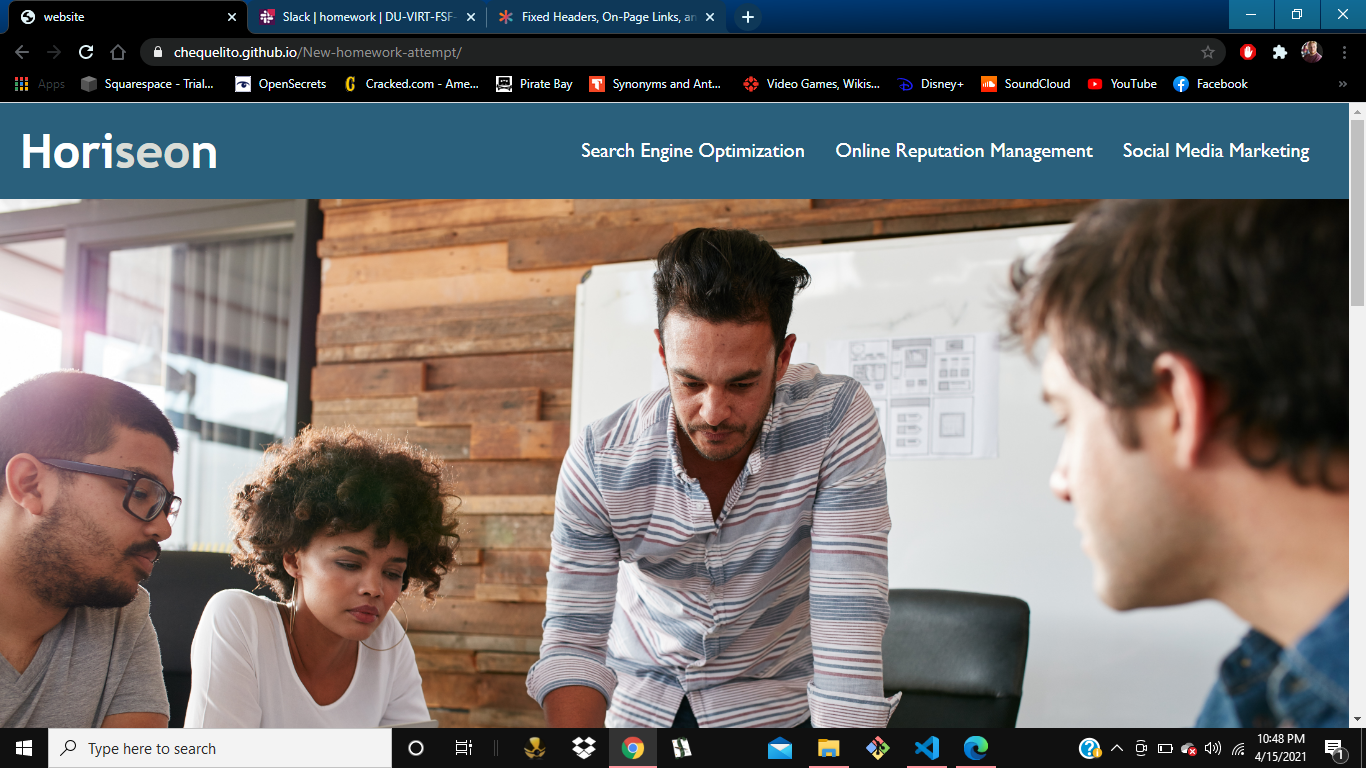 website
Slack | homework | DU-VIRT-FSF-
Fixed Headers, On-Page Links, an
chequelito.github.io/New-homework-attempt/
Apps
Squarespace - Trial...
OpenSecrets
Cracked.com - Ame...
Pirate Bay
Synonyms and Ant...
Video Games, Wikis...
Disney+
SoundCloud
YouTube
Facebook
Horiseon
Search Engine Optimization
Online Reputation Management
Social Media Marketing
Type here to search
10:48 PM
4/15/2021
1